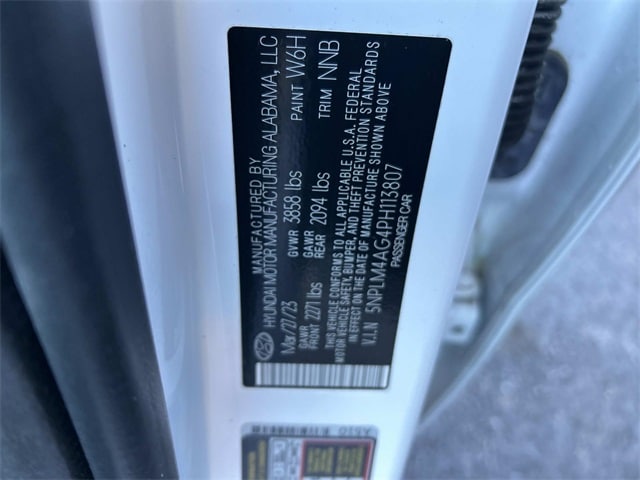 MANUFACTURED BY
HYUNDAI MOTOR MANUFACTURING ALABAMA, LLC
Mar/27/23 GVWR 3858 lbs PAINT W6H
GAWR FRONT 2271 lbs GAWR REAR 2094 lbs TRIM NNB
THIS VEHICLE CONFORMS TO ALL APPLICABLE U.S.A. FEDERAL
MOTOR VEHICLE SAFETY, BUMPER, AND THEFT PREVENTION STANDARDS
IN EFFECT ON THE DATE OF MANUFACTURE SHOWN ABOVE
V.I.N 5NPLM4AG4PH113807
PASSENGER CAR